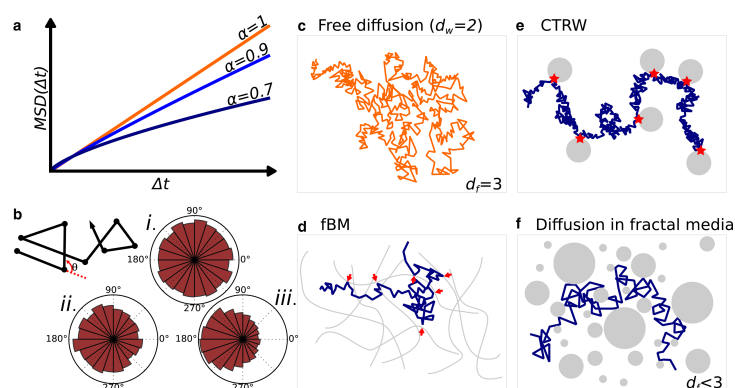 a
MSD(Δt)
α=1
α=0.9
α=0.7
Δt
b
θ
i.
90°
180°
0°
270°
ii.
90°
180°
0°
270°
iii.
90°
180°
0°
270°
c Free diffusion (d_w=2)
d_f=3
d fBM
e CTRW
f Diffusion in fractal media
d_f<3